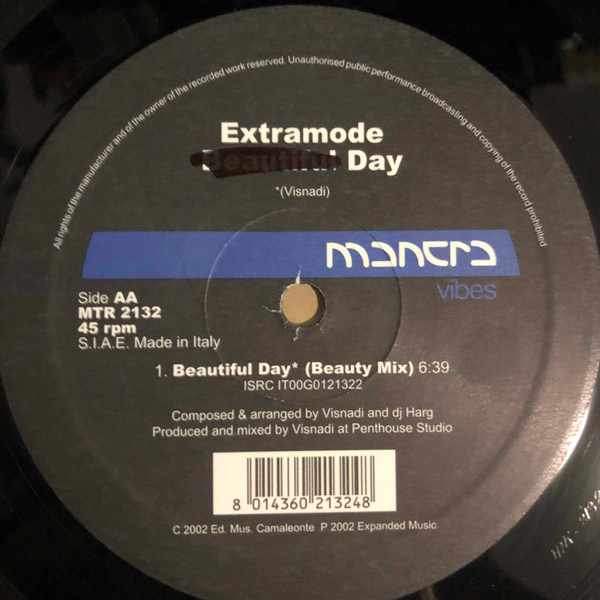 All rights of the manufacturer and of the owner of the recorded work reserved. Unauthorised public performance broadcasting and copying of the record prohibited
Extramode
Beautiful Day
*(Visnadi)
mantra
vibes
Side AA
MTR 2132
45 rpm
S.I.A.E. Made in Italy
1. Beautiful Day* (Beauty Mix) 6:39
ISRC IT00G0121322
Composed & arranged by Visnadi and dj Harg
Produced and mixed by Visnadi at Penthouse Studio
8 014360 213248
C 2002 Ed. Mus. Camaleonte P 2002 Expanded Music